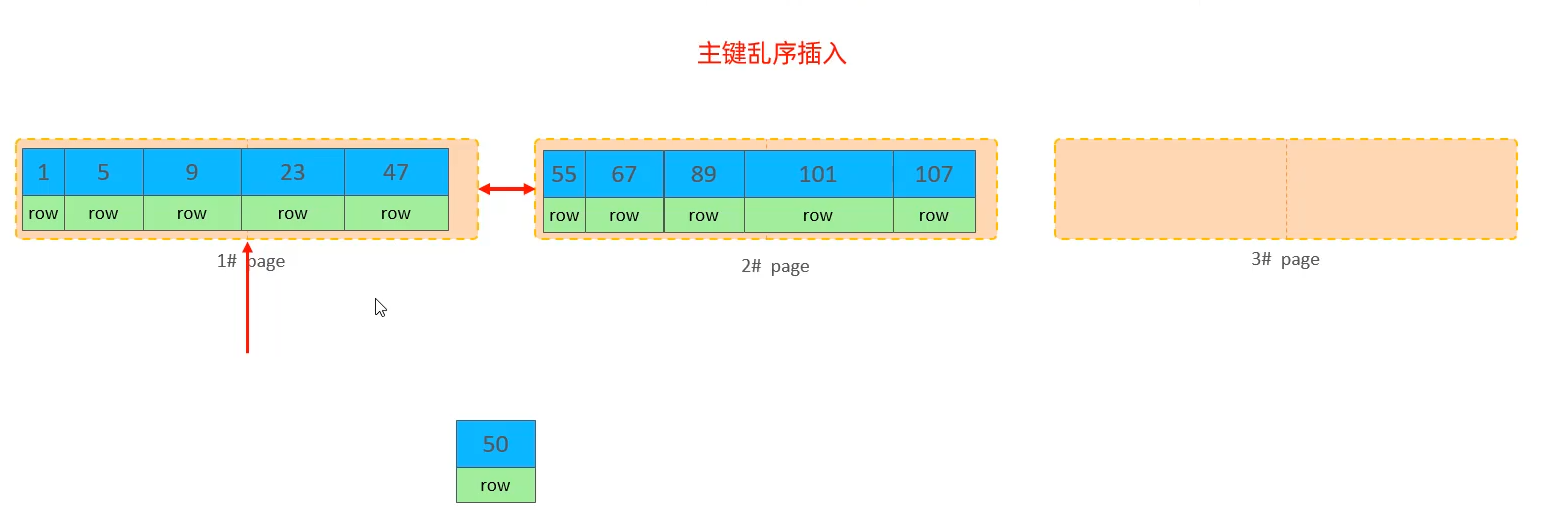 主键乱序插入
1 5 9 23 47
row row row row row
55 67 89 101 107
row row row row row
1# page
2# page
3# page
50
row